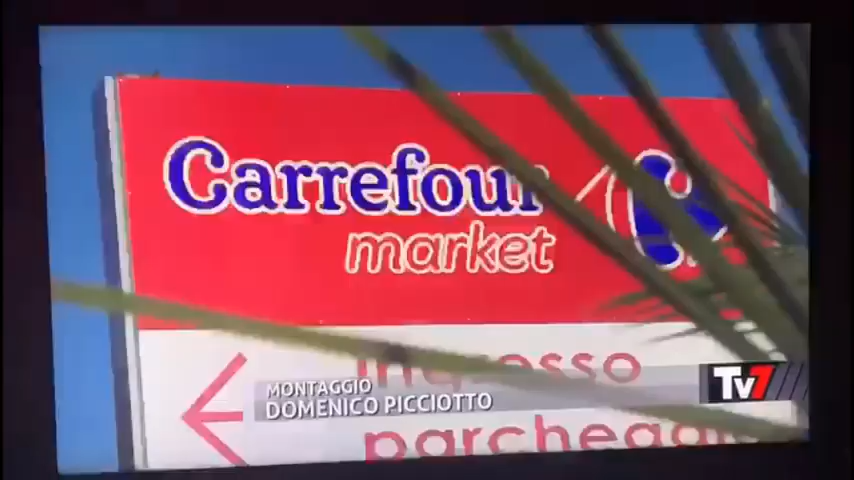 Carrefour
market
ingresso
parcheggio
MONTAGGIO
DOMENICO PICCIOTTO
TV7